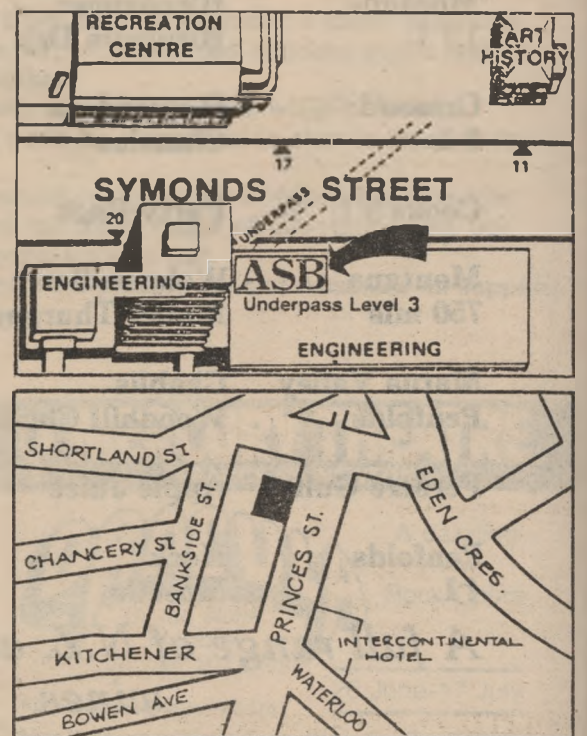 RECREATION
CENTRE
ART
HISTORY
17
11
SYMONDS STREET
20
UNDERPASS
ENGINEERING
ASB
Underpass Level 3
ENGINEERING
SHORTLAND ST.
CHANCERY ST.
BANKSIDE ST.
PRINCES ST.
EDEN CRES
KITCHENER
INTERCONTINENTAL
HOTEL
BOWEN AVE
WATERLOO